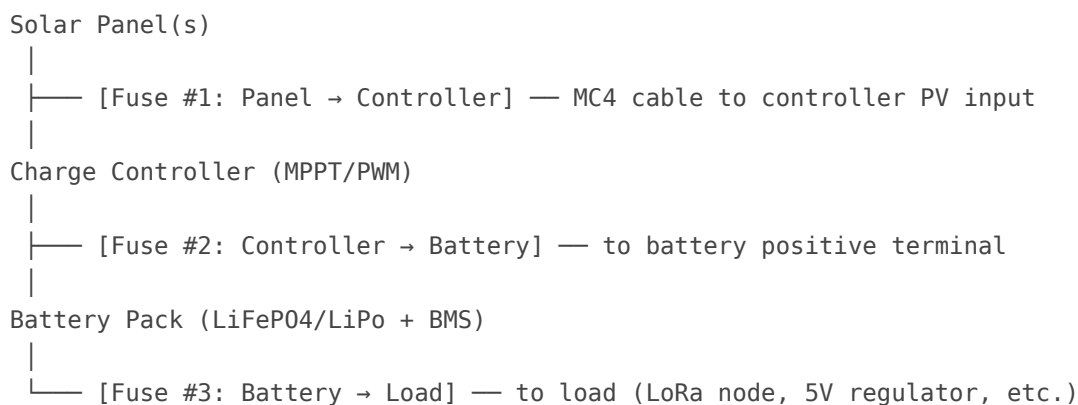 Solar Panel(s)
│
├── [Fuse #1: Panel → Controller] ── MC4 cable to controller PV input
│
Charge Controller (MPPT/PWM)
│
├── [Fuse #2: Controller → Battery] ── to battery positive terminal
│
Battery Pack (LiFePO4/LiPo + BMS)
│
└── [Fuse #3: Battery → Load] ── to load (LoRa node, 5V regulator, etc.)